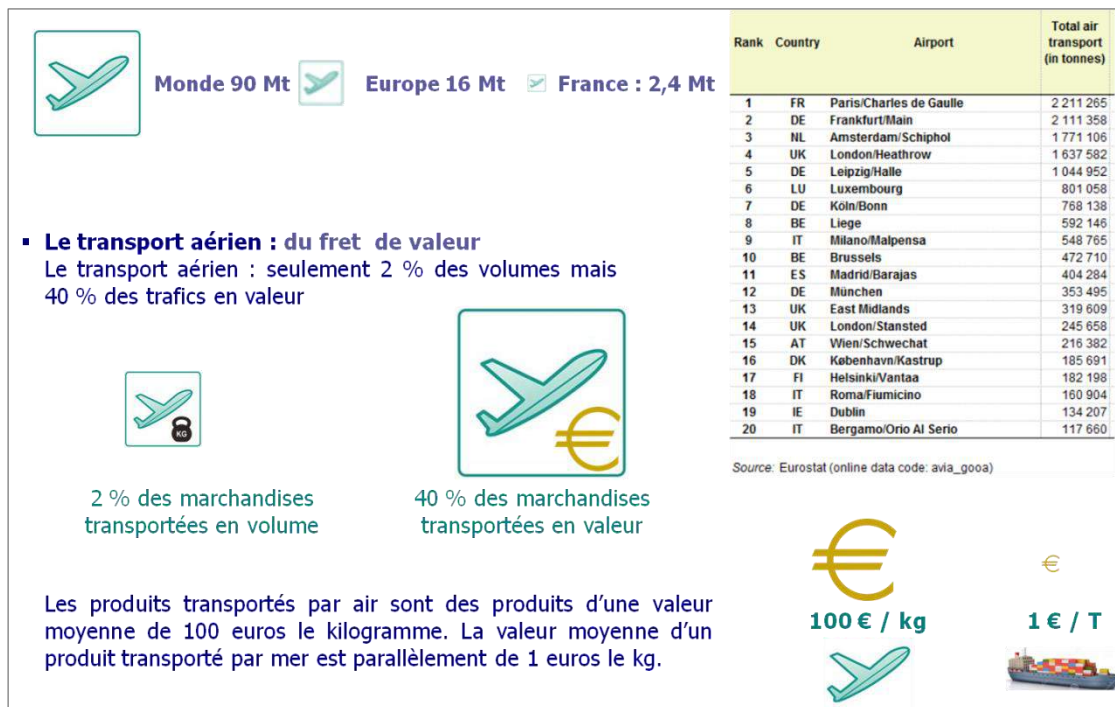 Monde 90 Mt
Europe 16 Mt
France : 2,4 Mt
▪ Le transport aérien : du fret de valeur
Le transport aérien : seulement 2 % des volumes mais
40 % des trafics en valeur
KG
€
2 % des marchandises
transportées en volume
40 % des marchandises
transportées en valeur
Les produits transportés par air sont des produits d’une valeur
moyenne de 100 euros le kilogramme. La valeur moyenne d’un
produit transporté par mer est parallèlement de 1 euros le kg.
Rank Country Airport Total air
transport
(in tonnes)
1 FR Paris/Charles de Gaulle 2 211 265
2 DE Frankfurt/Main 2 111 358
3 NL Amsterdam/Schiphol 1 771 106
4 UK London/Heathrow 1 637 582
5 DE Leipzig/Halle 1 044 952
6 LU Luxembourg 801 058
7 DE Köln/Bonn 768 138
8 BE Liege 592 146
9 IT Milano/Malpensa 548 765
10 BE Brussels 472 710
11 ES Madrid/Barajas 404 284
12 DE München 353 495
13 UK East Midlands 319 609
14 UK London/Stansted 245 658
15 AT Wien/Schwechat 216 382
16 DK København/Kastrup 185 691
17 FI Helsinki/Vantaa 182 198
18 IT Roma/Fiumicino 160 904
19 IE Dublin 134 207
20 IT Bergamo/Orio Al Serio 117 660
Source: Eurostat (online data code: avia_gooa)
€ €
100 € / kg 1 € / T